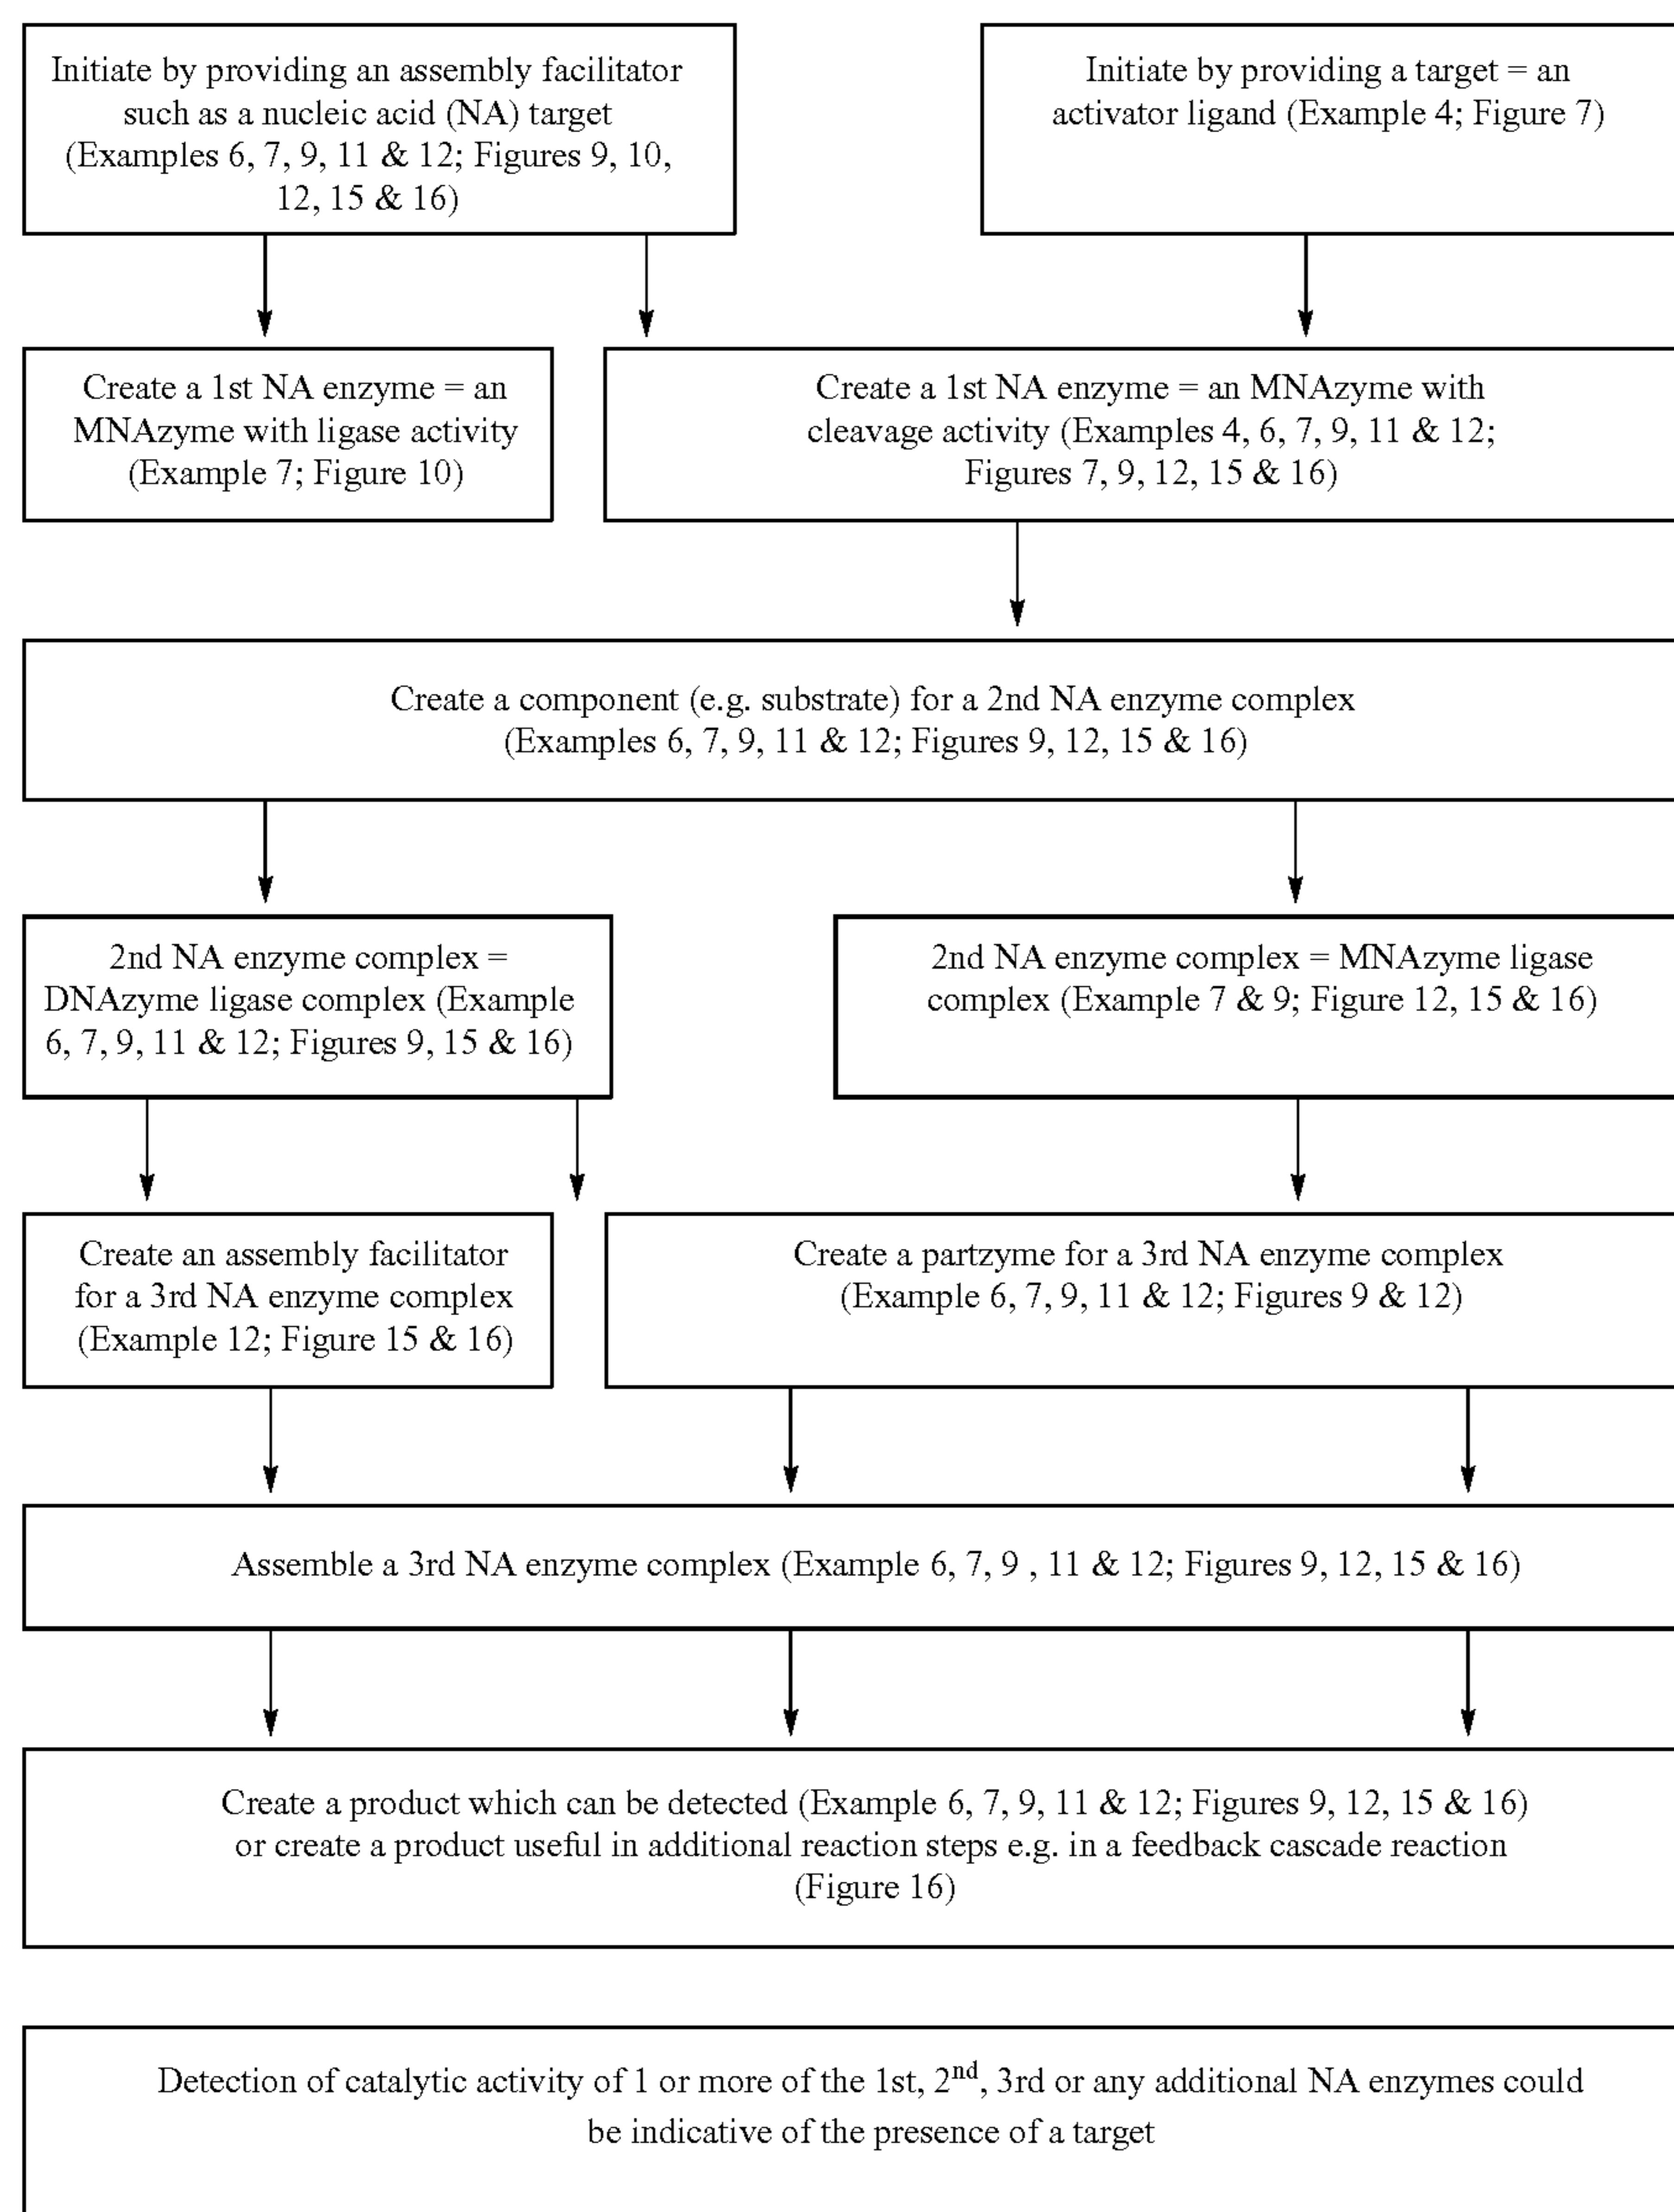 Initiate by providing an assembly facilitator
such as a nucleic acid (NA) target
(Examples 6, 7, 9, 11 & 12; Figures 9, 10,
12, 15 & 16)
Initiate by providing a target = an
activator ligand (Example 4; Figure 7)
Create a 1st NA enzyme = an
MNAzyme with ligase activity
(Example 7; Figure 10)
Create a 1st NA enzyme = an MNAzyme with
cleavage activity (Examples 4, 6, 7, 9, 11 & 12;
Figures 7, 9, 12, 15 & 16)
Create a component (e.g. substrate) for a 2nd NA enzyme complex
(Examples 6, 7, 9, 11 & 12; Figures 9, 12, 15 & 16)
2nd NA enzyme complex =
DNAzyme ligase complex (Example
6, 7, 9, 11 & 12; Figures 9, 15 & 16)
2nd NA enzyme complex = MNAzyme ligase
complex (Example 7 & 9; Figure 12, 15 & 16)
Create an assembly facilitator
for a 3rd NA enzyme complex
(Example 12; Figure 15 & 16)
Create a partzyme for a 3rd NA enzyme complex
(Example 6, 7, 9, 11 & 12; Figures 9 & 12)
Assemble a 3rd NA enzyme complex (Example 6, 7, 9 , 11 & 12; Figures 9, 12, 15 & 16)
Create a product which can be detected (Example 6, 7, 9, 11 & 12; Figures 9, 12, 15 & 16)
or create a product useful in additional reaction steps e.g. in a feedback cascade reaction
(Figure 16)
Detection of catalytic activity of 1 or more of the 1st, 2nd, 3rd or any additional NA enzymes could
be indicative of the presence of a target